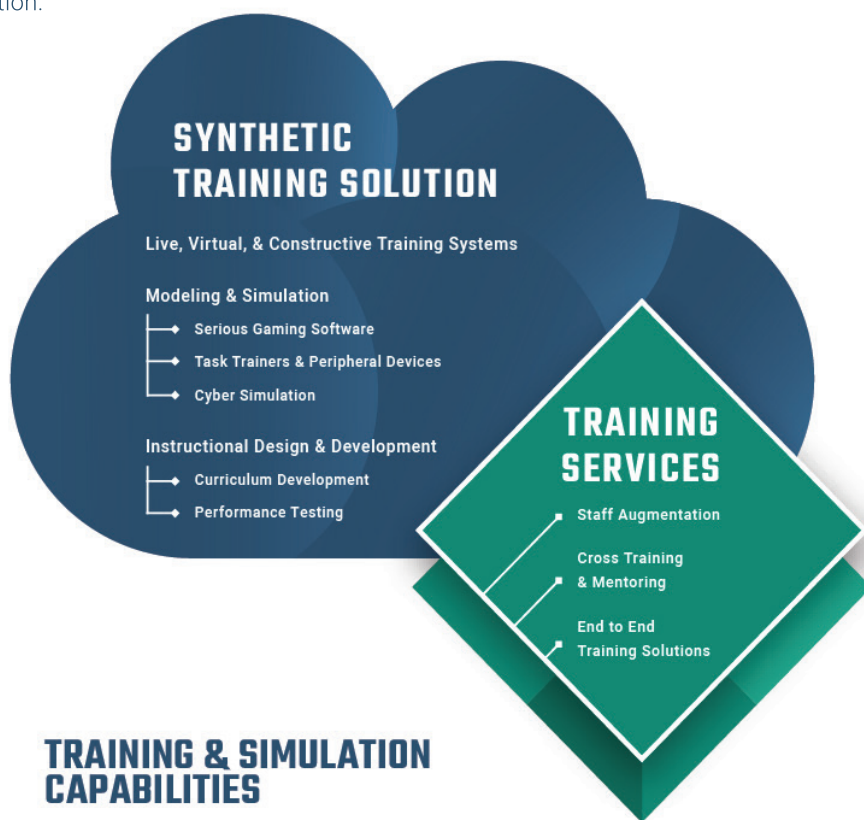 SYNTHETIC
TRAINING SOLUTION
Live, Virtual, & Constructive Training Systems
Modeling & Simulation
Serious Gaming Software
Task Trainers & Peripheral Devices
Cyber Simulation
Instructional Design & Development
Curriculum Development
Performance Testing
TRAINING
SERVICES
Staff Augmentation
Cross Training
& Mentoring
End to End
Training Solutions
TRAINING & SIMULATION
CAPABILITIES